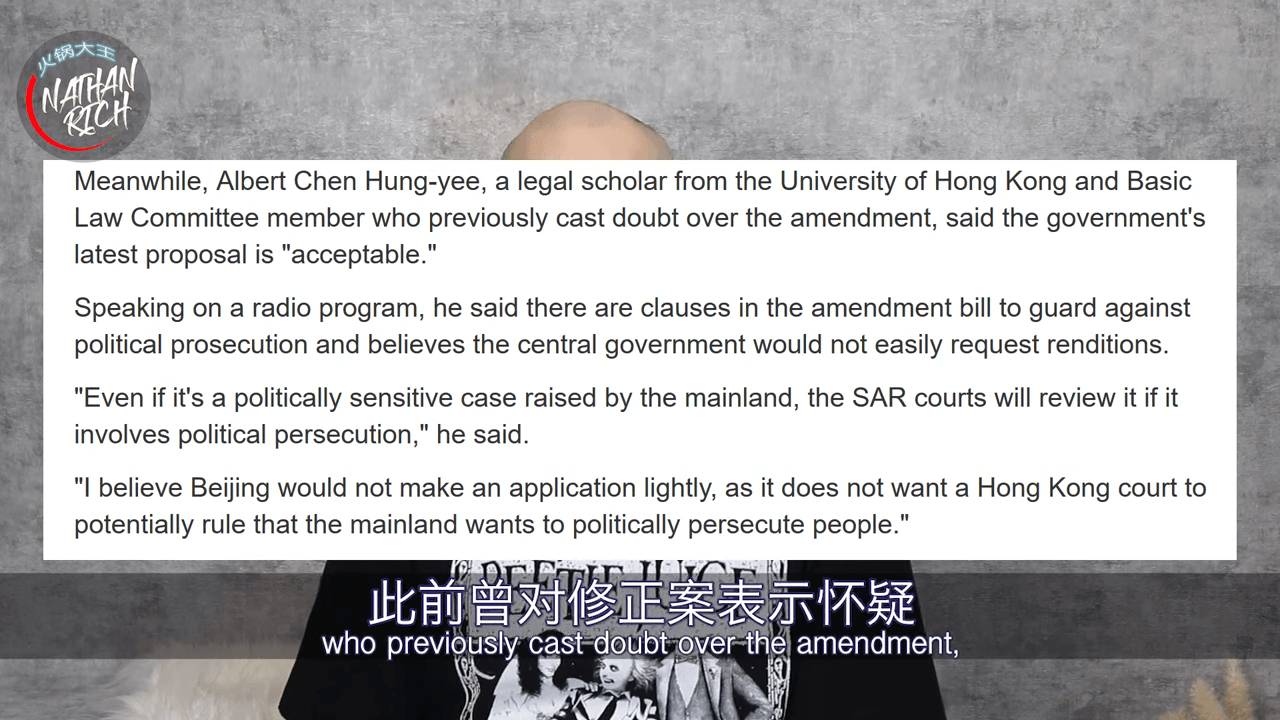 火锅大王
NATHAN
RICH
Meanwhile, Albert Chen Hung-yee, a legal scholar from the University of Hong Kong and Basic
Law Committee member who previously cast doubt over the amendment, said the government's
latest proposal is "acceptable."
Speaking on a radio program, he said there are clauses in the amendment bill to guard against
political prosecution and believes the central government would not easily request renditions.
"Even if it's a politically sensitive case raised by the mainland, the SAR courts will review it if it
involves political persecution," he said.
"I believe Beijing would not make an application lightly, as it does not want a Hong Kong court to
potentially rule that the mainland wants to politically persecute people."
BEETLEJUICE
此前曾对修正案表示怀疑
who previously cast doubt over the amendment,